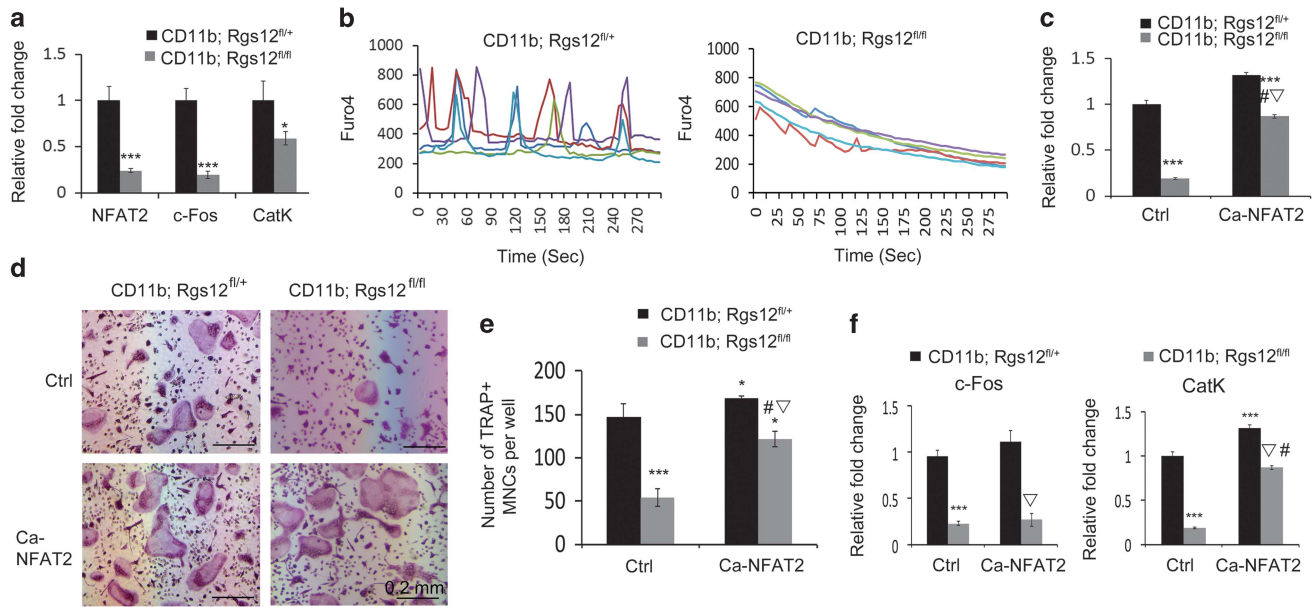 a
CD11b; Rgs12fl/+
CD11b; Rgs12fl/fl
Relative fold change
1
0.5
0
***
***
*
NFAT2
c-Fos
CatK
b
CD11b; Rgs12fl/+
Furo4
1000
800
600
400
200
0
0
30
60
90
120
150
180
210
240
270
Time (Sec)
CD11b; Rgs12fl/fl
Furo4
1000
800
600
400
200
0
0
25
50
75
100
125
150
175
200
225
250
275
Time (Sec)
c
CD11b; Rgs12fl/+
CD11b; Rgs12fl/fl
Relative fold change
1.5
1
0.5
0
***
***
#▽
Ctrl
Ca-NFAT2
d
CD11b; Rgs12fl/+
CD11b; Rgs12fl/fl
Ctrl
Ca-
NFAT2
0.2 mm
e
CD11b; Rgs12fl/+
CD11b; Rgs12fl/fl
Number of TRAP+
MNCs per well
200
150
100
50
0
***
*
#▽
*
Ctrl
Ca-NFAT2
f
CD11b; Rgs12fl/+
CD11b; Rgs12fl/fl
c-Fos
Relative fold change
1.5
1
0.5
0
***
▽
Ctrl
Ca-NFAT2
CatK
Relative fold change
1.5
1
0.5
0
***
***
▽ #
Ctrl
Ca-NFAT2